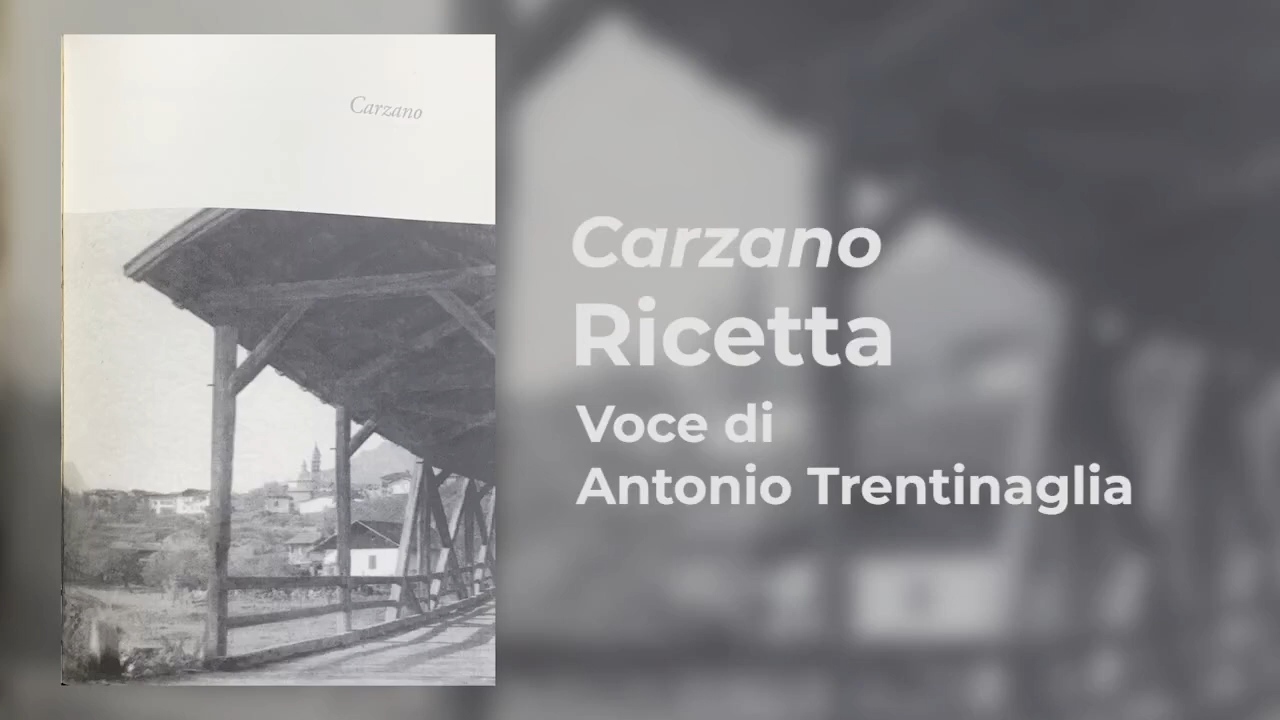 Carzano
Carzano
Ricetta
Voce di
Antonio Trentinaglia